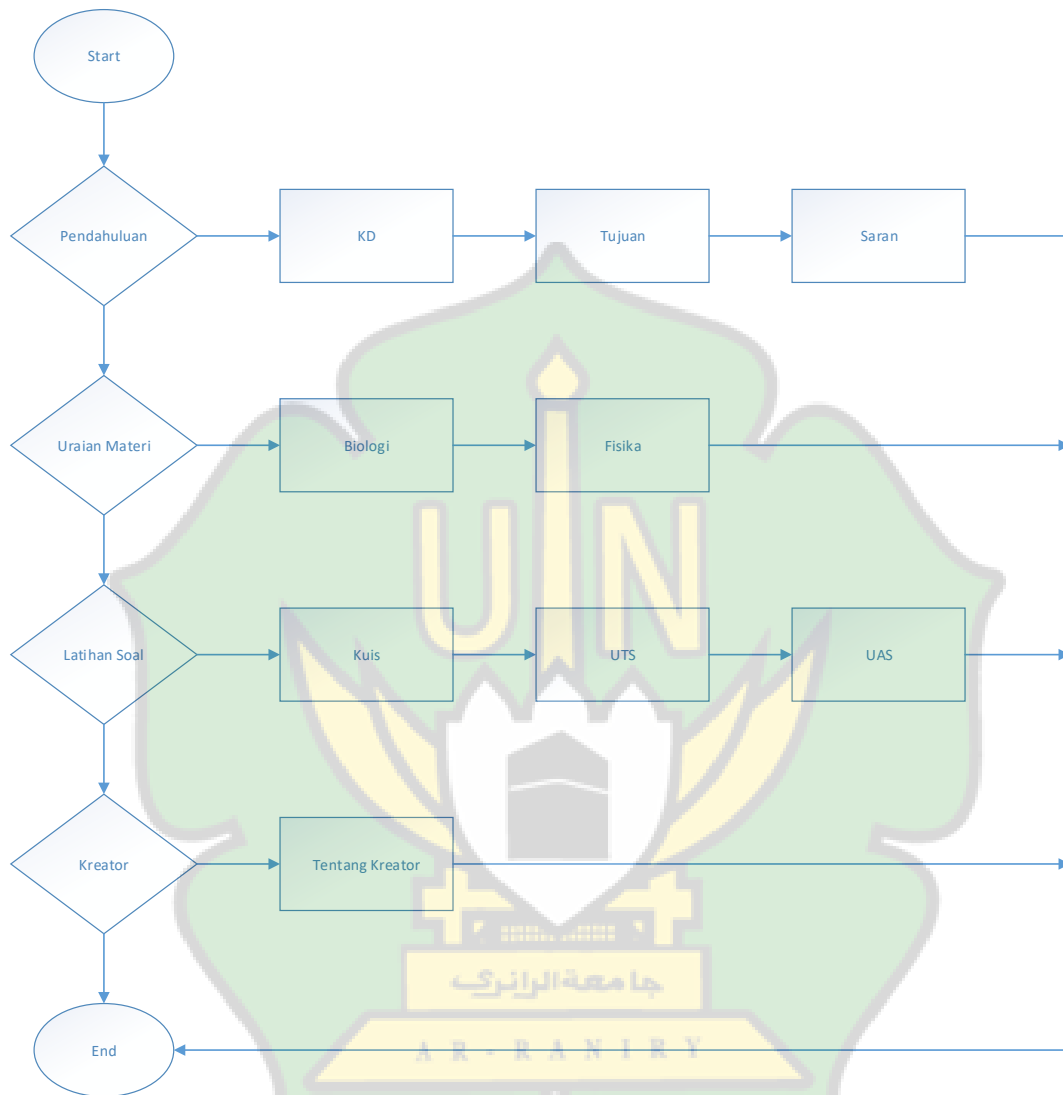 Start
Pendahuluan
KD
Tujuan
Saran
Uraian Materi
Biologi
Fisika
UIN
Latihan Soal
Kuis
UTS
UAS
Kreator
Tentang Kreator
جامعة الرانري
End
AR-RANIRY